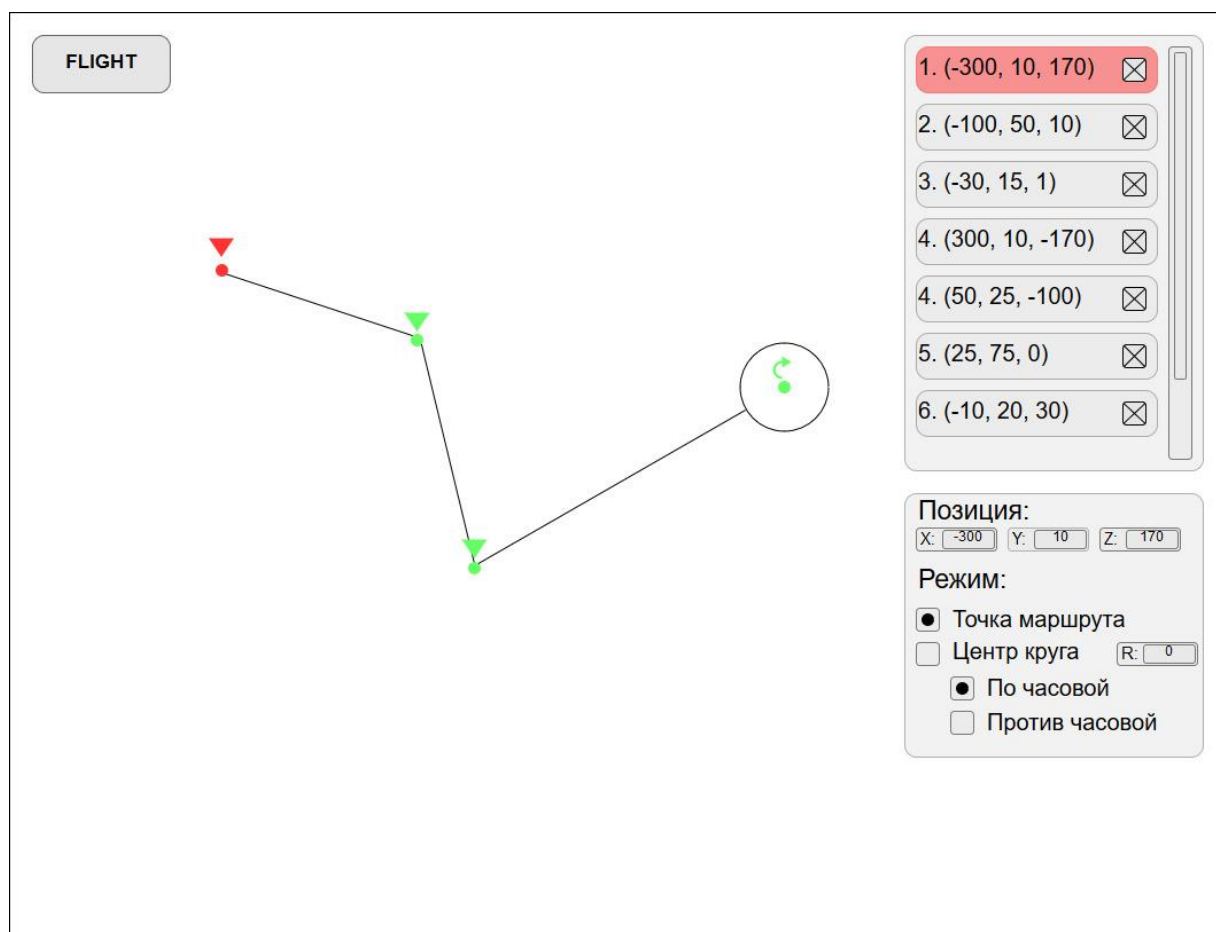 FLIGHT
1. (-300, 10, 170)
2. (-100, 50, 10)
3. (-30, 15, 1)
4. (300, 10, -170)
4. (50, 25, -100)
5. (25, 75, 0)
6. (-10, 20, 30)
Позиция:
X: -300 Y: 10 Z: 170
Режим:
Точка маршрута
Центр круга R: 0
По часовой
Против часовой